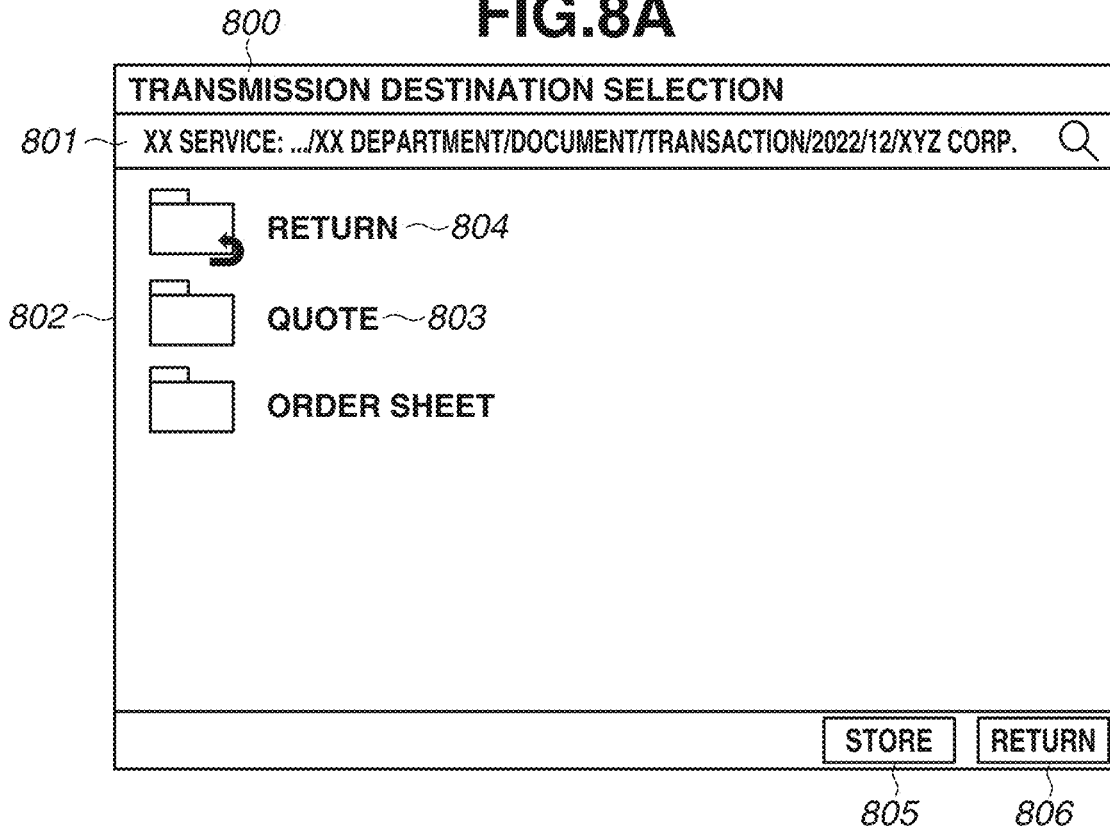 FIG.8A
800
TRANSMISSION DESTINATION SELECTION
801 XX SERVICE: .../XX DEPARTMENT/DOCUMENT/TRANSACTION/2022/12/XYZ CORP.
RETURN 804
802 QUOTE 803
ORDER SHEET
STORE RETURN
805 806